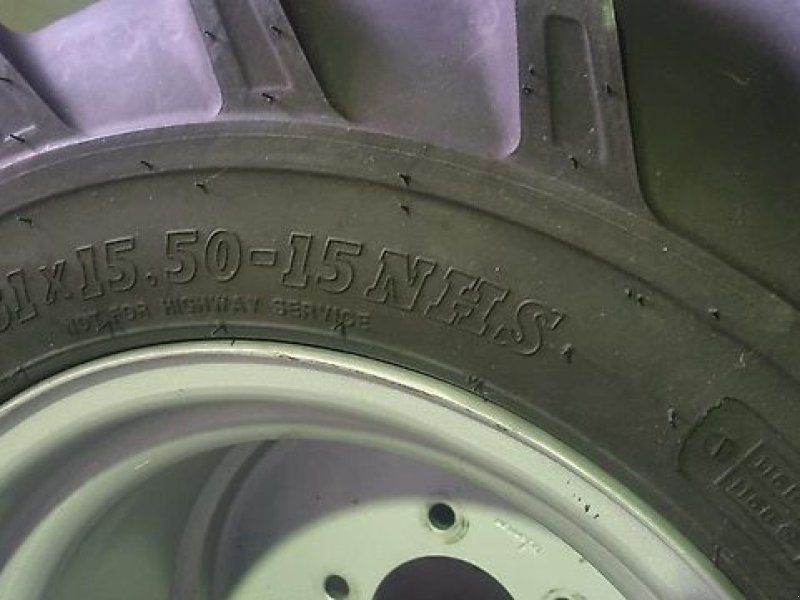 31X15.50-15 NHS
NOT FOR HIGHWAY SERVICE